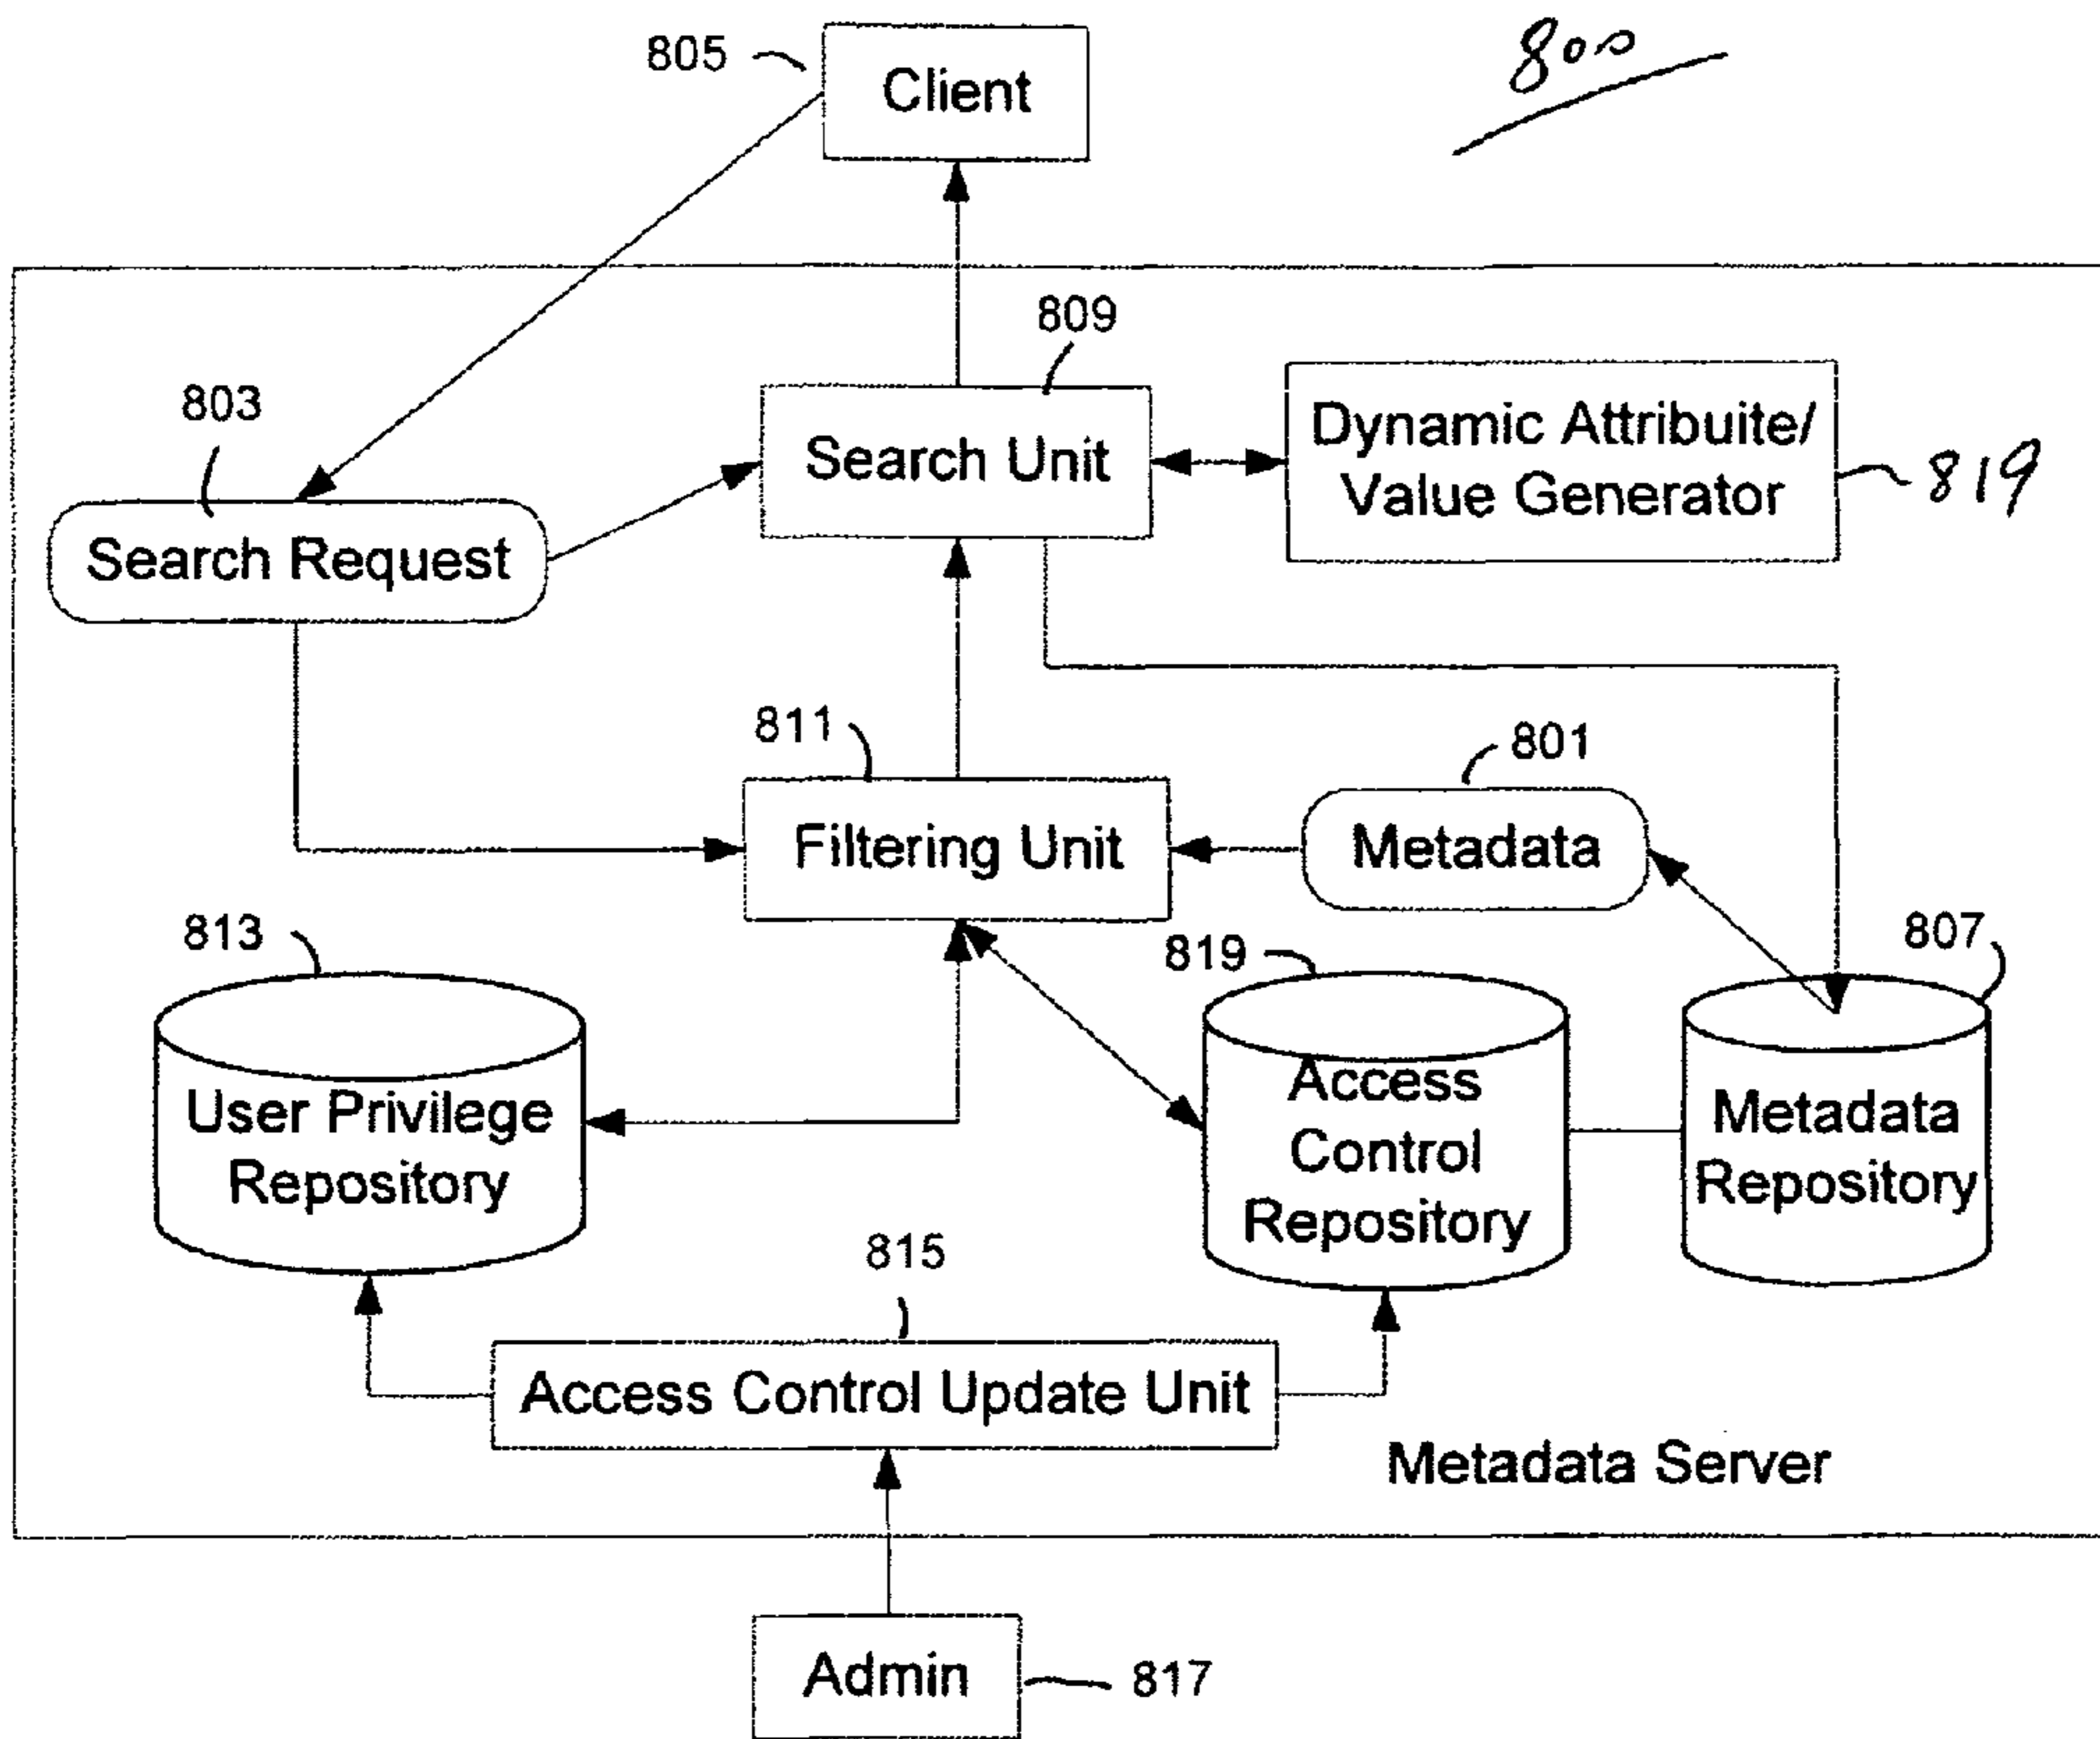 800
805
Client
809
803
Search Unit
Dynamic Attribuite/
Value Generator
819
Search Request
811
801
Filtering Unit
Metadata
813
819
807
User Privilege
Repository
Access
Control
Repository
Metadata
Repository
815
Access Control Update Unit
Metadata Server
Admin
817